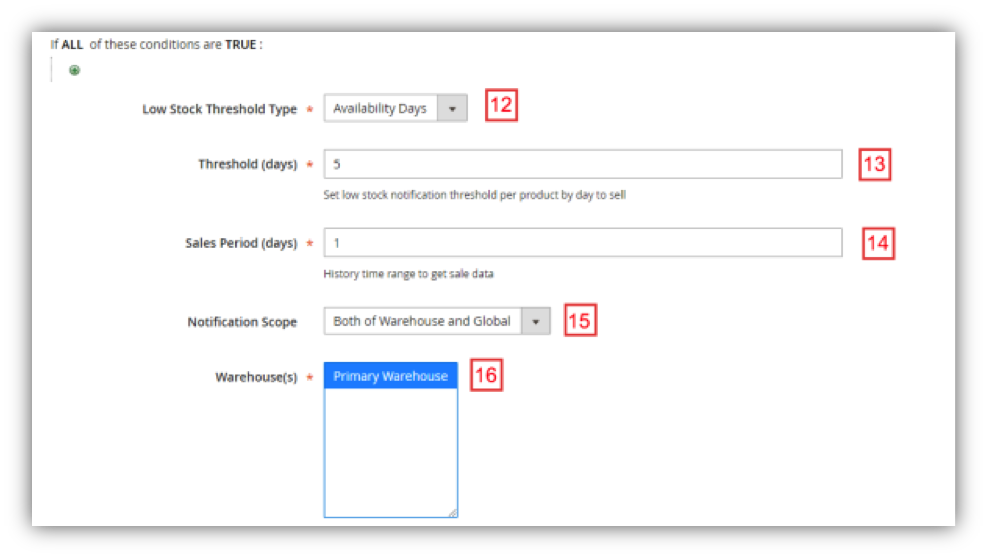 If ALL of these conditions are TRUE :
Low Stock Threshold Type * Availability Days 12
Threshold (days) * 5 13
Set low stock notification threshold per product by day to sell
Sales Period (days) * 1 14
History time range to get sale data
Notification Scope Both of Warehouse and Global 15
Warehouse(s) * Primary Warehouse 16